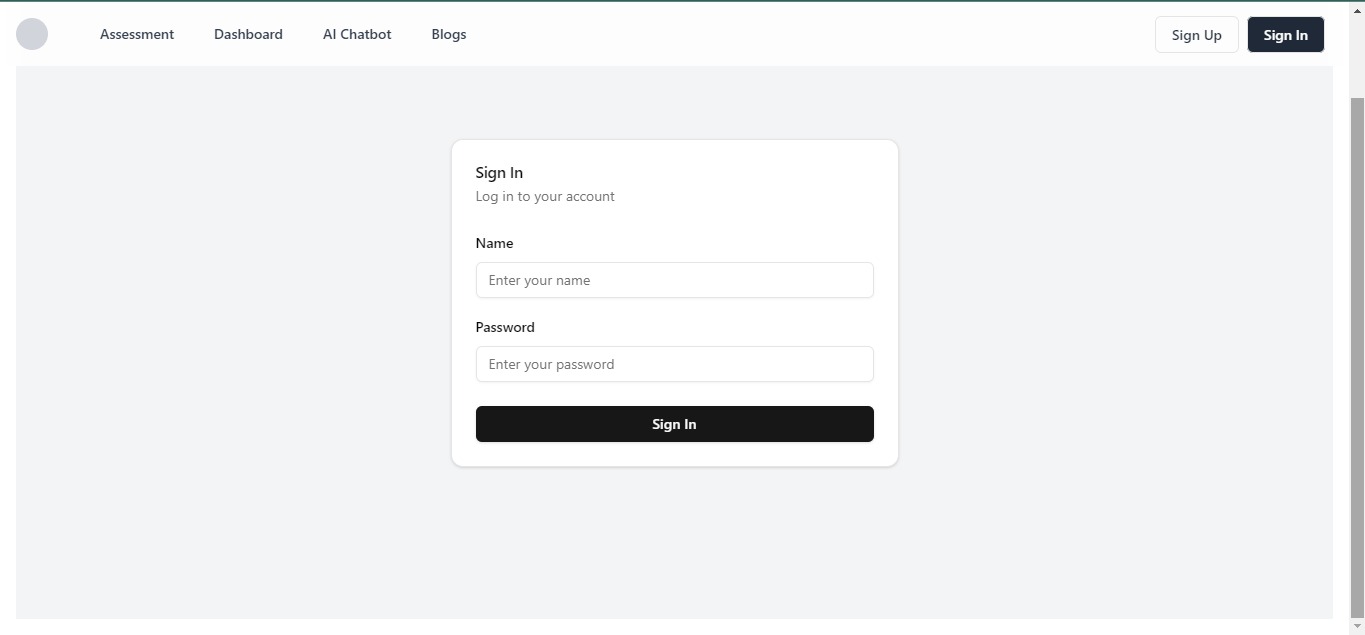 Assessment Dashboard AI Chatbot Blogs Sign Up Sign In
Sign In
Log in to your account
Name
Enter your name
Password
Enter your password
Sign In